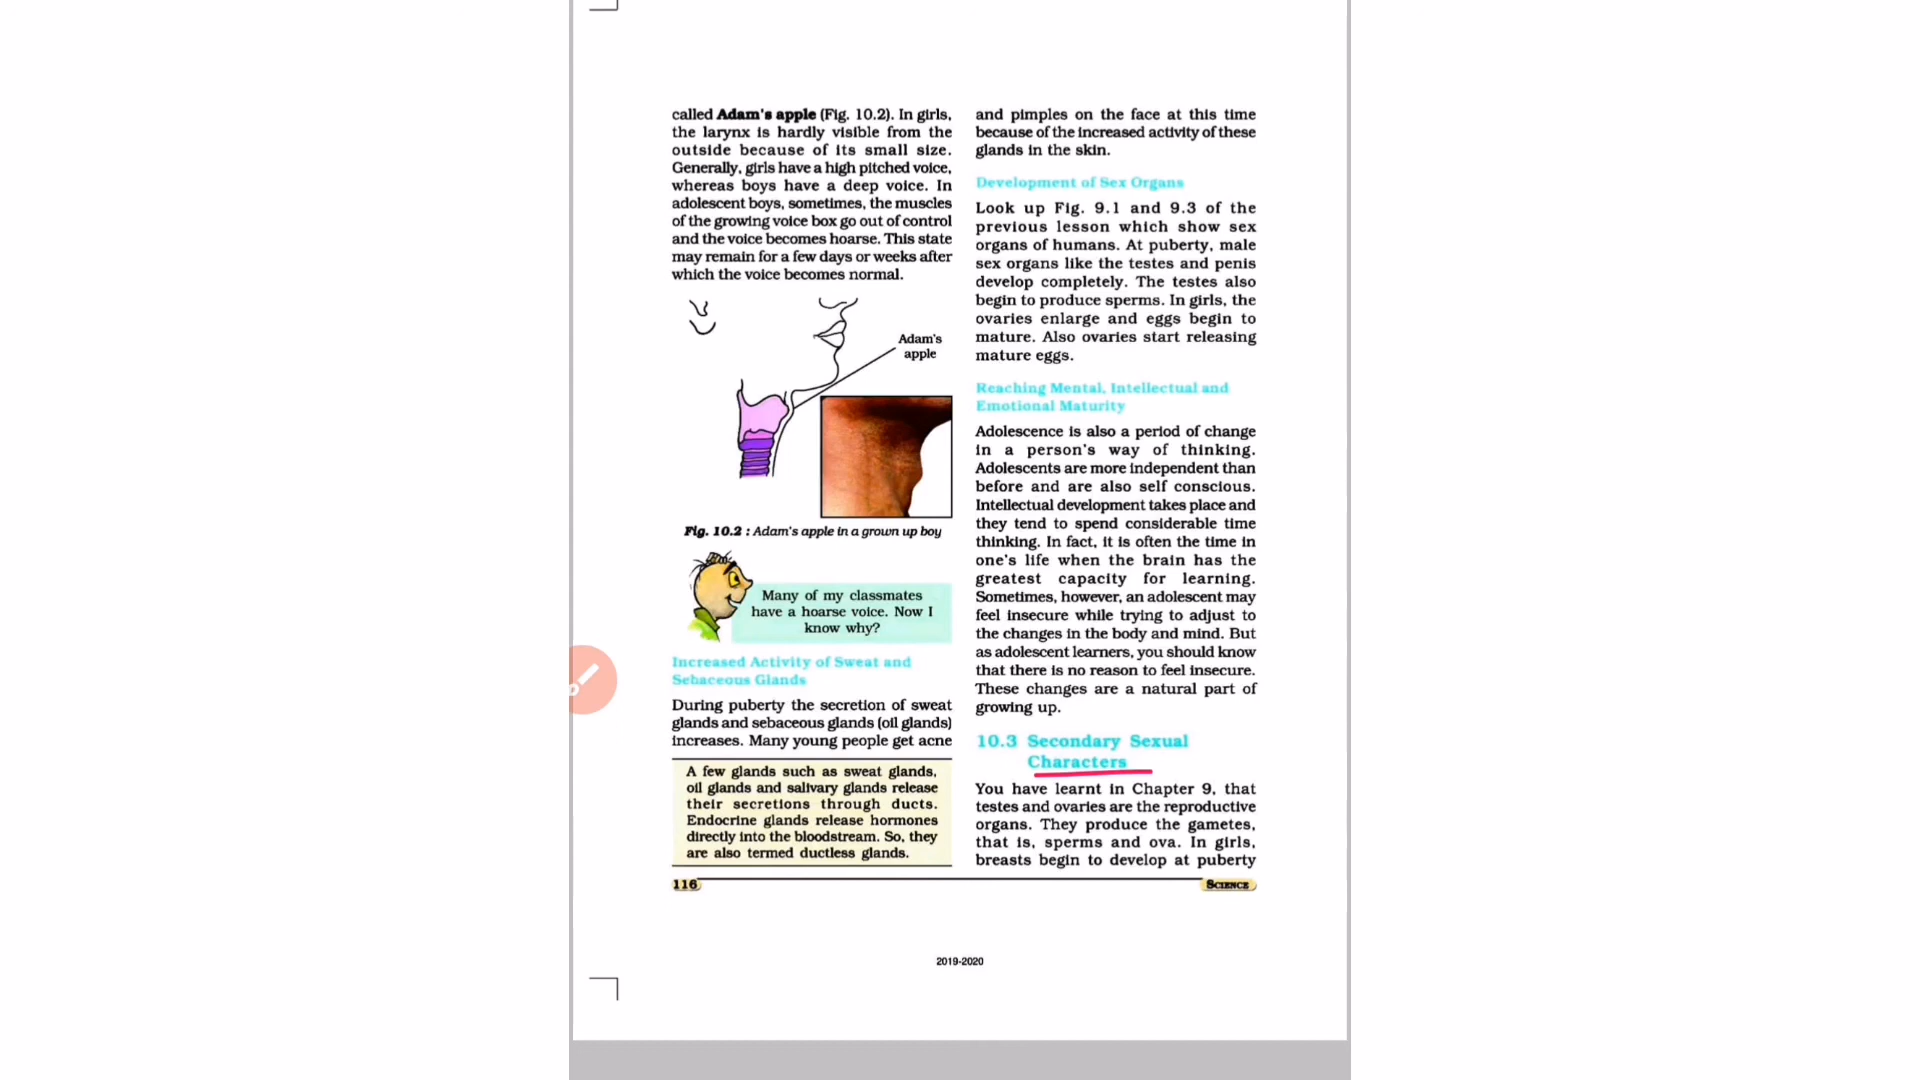 called Adam's apple (Fig. 10.2). In girls,
the larynx is hardly visible from the
outside because of its small size.
Generally, girls have a high pitched voice,
whereas boys have a deep voice. In
adolescent boys, sometimes, the muscles
of the growing voice box go out of control
and the voice becomes hoarse. This state
may remain for a few days or weeks after
which the voice becomes normal.
Adam's
apple
Fig. 10.2 : Adam's apple in a grown up boy
Many of my classmates
have a hoarse voice. Now I
know why?
Increased Activity of Sweat and
Sebaceous Glands
During puberty the secretion of sweat
glands and sebaceous glands (oil glands)
increases. Many young people get acne
A few glands such as sweat glands,
oil glands and salivary glands release
their secretions through ducts.
Endocrine glands release hormones
directly into the bloodstream. So, they
are also termed ductless glands.
and pimples on the face at this time
because of the increased activity of these
glands in the skin.
Development of Sex Organs
Look up Fig. 9.1 and 9.3 of the
previous lesson which show sex
organs of humans. At puberty, male
sex organs like the testes and penis
develop completely. The testes also
begin to produce sperms. In girls, the
ovaries enlarge and eggs begin to
mature. Also ovaries start releasing
mature eggs.
Reaching Mental, Intellectual and
Emotional Maturity
Adolescence is also a period of change
in a person's way of thinking.
Adolescents are more independent than
before and are also self conscious.
Intellectual development takes place and
they tend to spend considerable time
thinking. In fact, it is often the time in
one's life when the brain has the
greatest capacity for learning.
Sometimes, however, an adolescent may
feel insecure while trying to adjust to
the changes in the body and mind. But
as adolescent learners, you should know
that there is no reason to feel insecure.
These changes are a natural part of
growing up.
10.3 Secondary Sexual
Characters
You have learnt in Chapter 9, that
testes and ovaries are the reproductive
organs. They produce the gametes,
that is, sperms and ova. In girls,
breasts begin to develop at puberty
116
SCIENCE
2019-2020